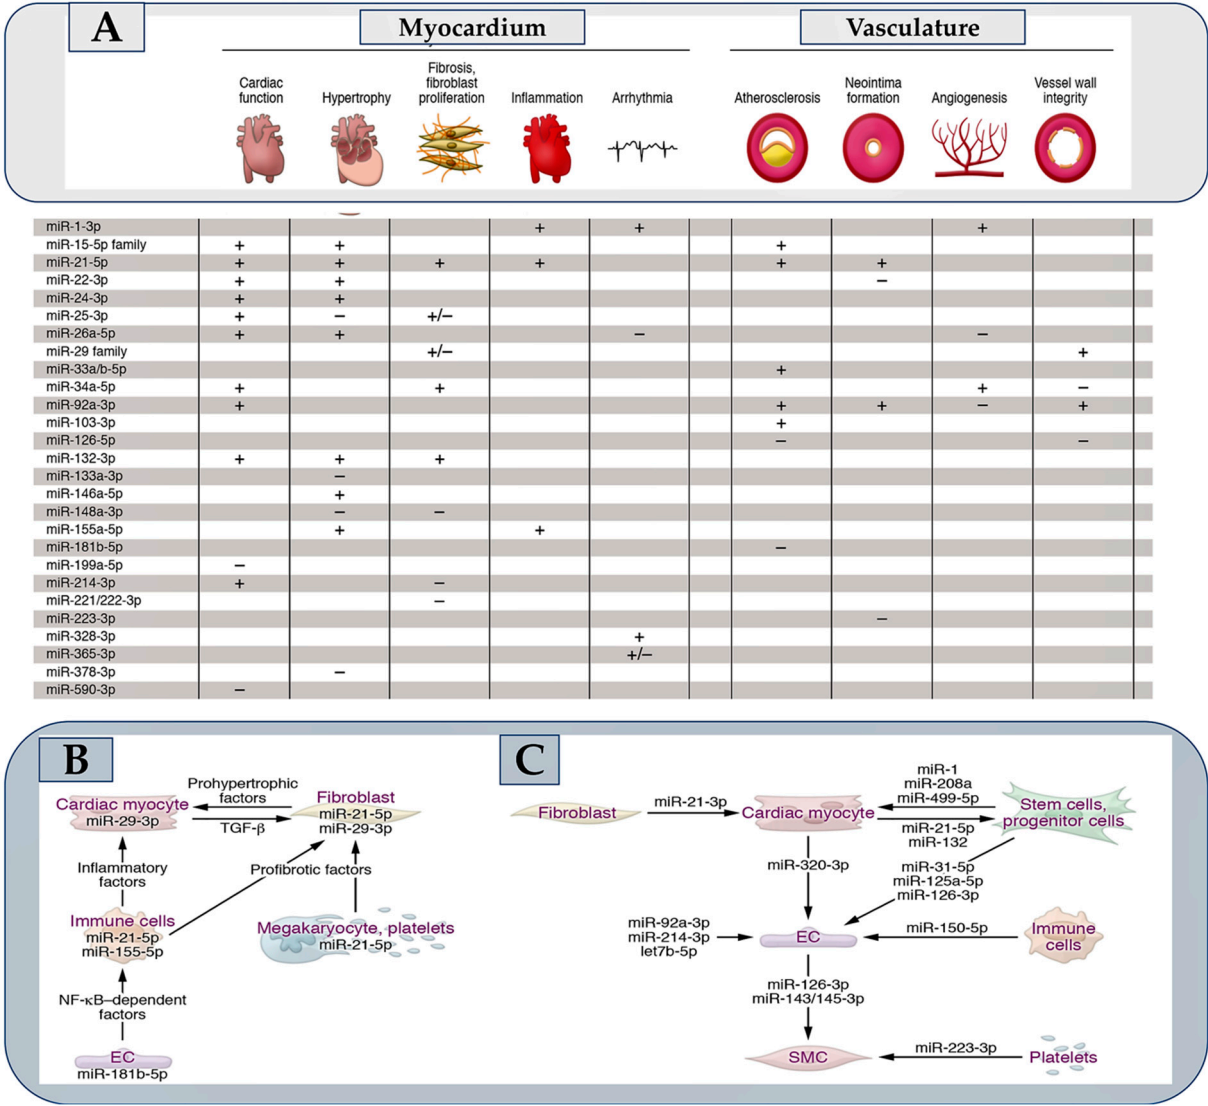 A
Myocardium
Vasculature
Cardiac
function
Hypertrophy
Fibrosis,
fibroblast
proliferation
Inflammation
Arrhythmia
Atherosclerosis
Neointima
formation
Angiogenesis
Vessel wall
integrity
miR-1-3p + + +
miR-15-5p family + + +
miR-21-5p + + + + + +
miR-22-3p + + −
miR-24-3p + +
miR-25-3p + − +/−
miR-26a-5p + + − −
miR-29 family +/− +
miR-33a/b-5p +
miR-34a-5p + + + −
miR-92a-3p + + + − +
miR-103-3p +
miR-126-5p − −
miR-132-3p + + +
miR-133a-3p −
miR-146a-5p +
miR-148a-3p − −
miR-155a-5p + +
miR-181b-5p −
miR-199a-5p −
miR-214-3p + −
miR-221/222-3p −
miR-223-3p −
miR-328-3p +
miR-365-3p +/−
miR-378-3p −
miR-590-3p −
B
Prohypertrophic
factors
Cardiac myocyte
miR-29-3p
TGF-β
Fibroblast
miR-21-5p
miR-29-3p
Inflammatory
factors
Profibrotic factors
Immune cells
miR-21-5p
miR-155-5p
Megakaryocyte, platelets
miR-21-5p
NF-κB–dependent
factors
EC
miR-181b-5p
C
Fibroblast
miR-21-3p
Cardiac myocyte
miR-1
miR-208a
miR-499-5p
Stem cells,
progenitor cells
miR-21-5p
miR-132
miR-320-3p
miR-31-5p
miR-125a-5p
miR-126-3p
miR-92a-3p
miR-214-3p
let7b-5p
EC
miR-150-5p
Immune
cells
miR-126-3p
miR-143/145-3p
SMC
miR-223-3p
Platelets